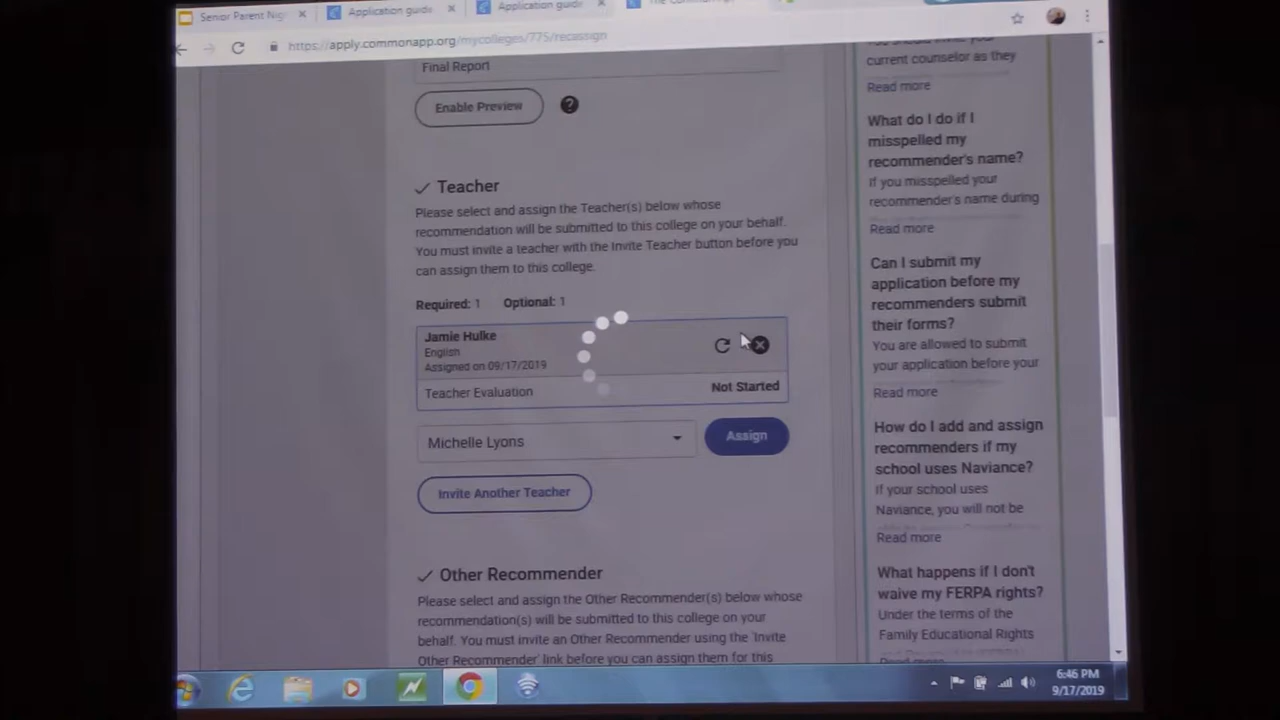 Senior Parent Nig
Application guide
Application guide
https://apply.commonapp.org/mycolleges/775/recassign
Final Report
Enable Preview
?
Teacher
Please select and assign the Teacher(s) below whose
recommendation will be submitted to this college on your behalf.
You must invite a teacher with the Invite Teacher button before you
can assign them to this college.
Required: 1 Optional: 1
Jamie Hulke
English
Assigned on 09/17/2019
Teacher Evaluation Not Started
Michelle Lyons
Assign
Invite Another Teacher
Other Recommender
Please select and assign the Other Recommender(s) below whose
recommendation(s) will be submitted to this college on your
behalf. You must invite an Other Recommender using the 'Invite
Other Recommender' link before you can assign them for this
current counselor as they
Read more
What do I do if I
misspelled my
recommender's name?
If you misspelled your
recommender's name during
Read more
Can I submit my
application before my
recommenders submit
their forms?
You are allowed to submit
your application before your
Read more
How do I add and assign
recommenders if my
school uses Naviance?
If your school uses
Naviance, you will not be
Read more
What happens if I don't
waive my FERPA rights?
Under the terms of the
Family Educational Rights
Read more
6:46 PM
9/17/2019